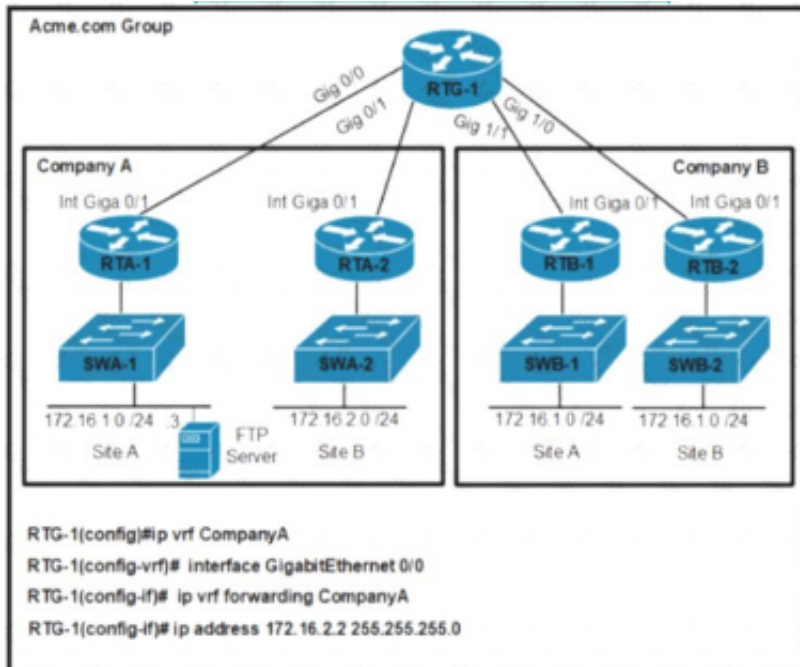 Acme.com Group
RTG-1
Gig 0/0
Gig 0/1
Gig 1/1
Gig 1/0
Company A
Company B
Int Giga 0/1
Int Giga 0/1
Int Giga 0/1
Int Giga 0/1
RTA-1
RTA-2
RTB-1
RTB-2
SWA-1
SWA-2
SWB-1
SWB-2
172.16.1.0 /24
.3
172.16.2.0 /24
172.16.1.0 /24
172.16.1.0 /24
Site A
FTP
Server
Site B
Site A
Site B
RTG-1(config)#ip vrf CompanyA
RTG-1(config-vrf)# interface GigabitEthernet 0/0
RTG-1(config-if)# ip vrf forwarding CompanyA
RTG-1(config-if)# ip address 172.16.2.2 255.255.255.0